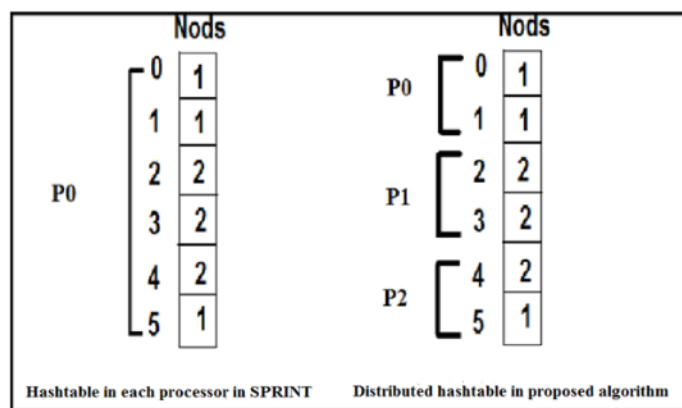 Nods
0 1
1 1
P0
2 2
3 2
4 2
5 1
Hashtable in each processor in SPRINT
Nods
P0
0 1
1 1
P1
2 2
3 2
P2
4 2
5 1
Distributed hashtable in proposed algorithm